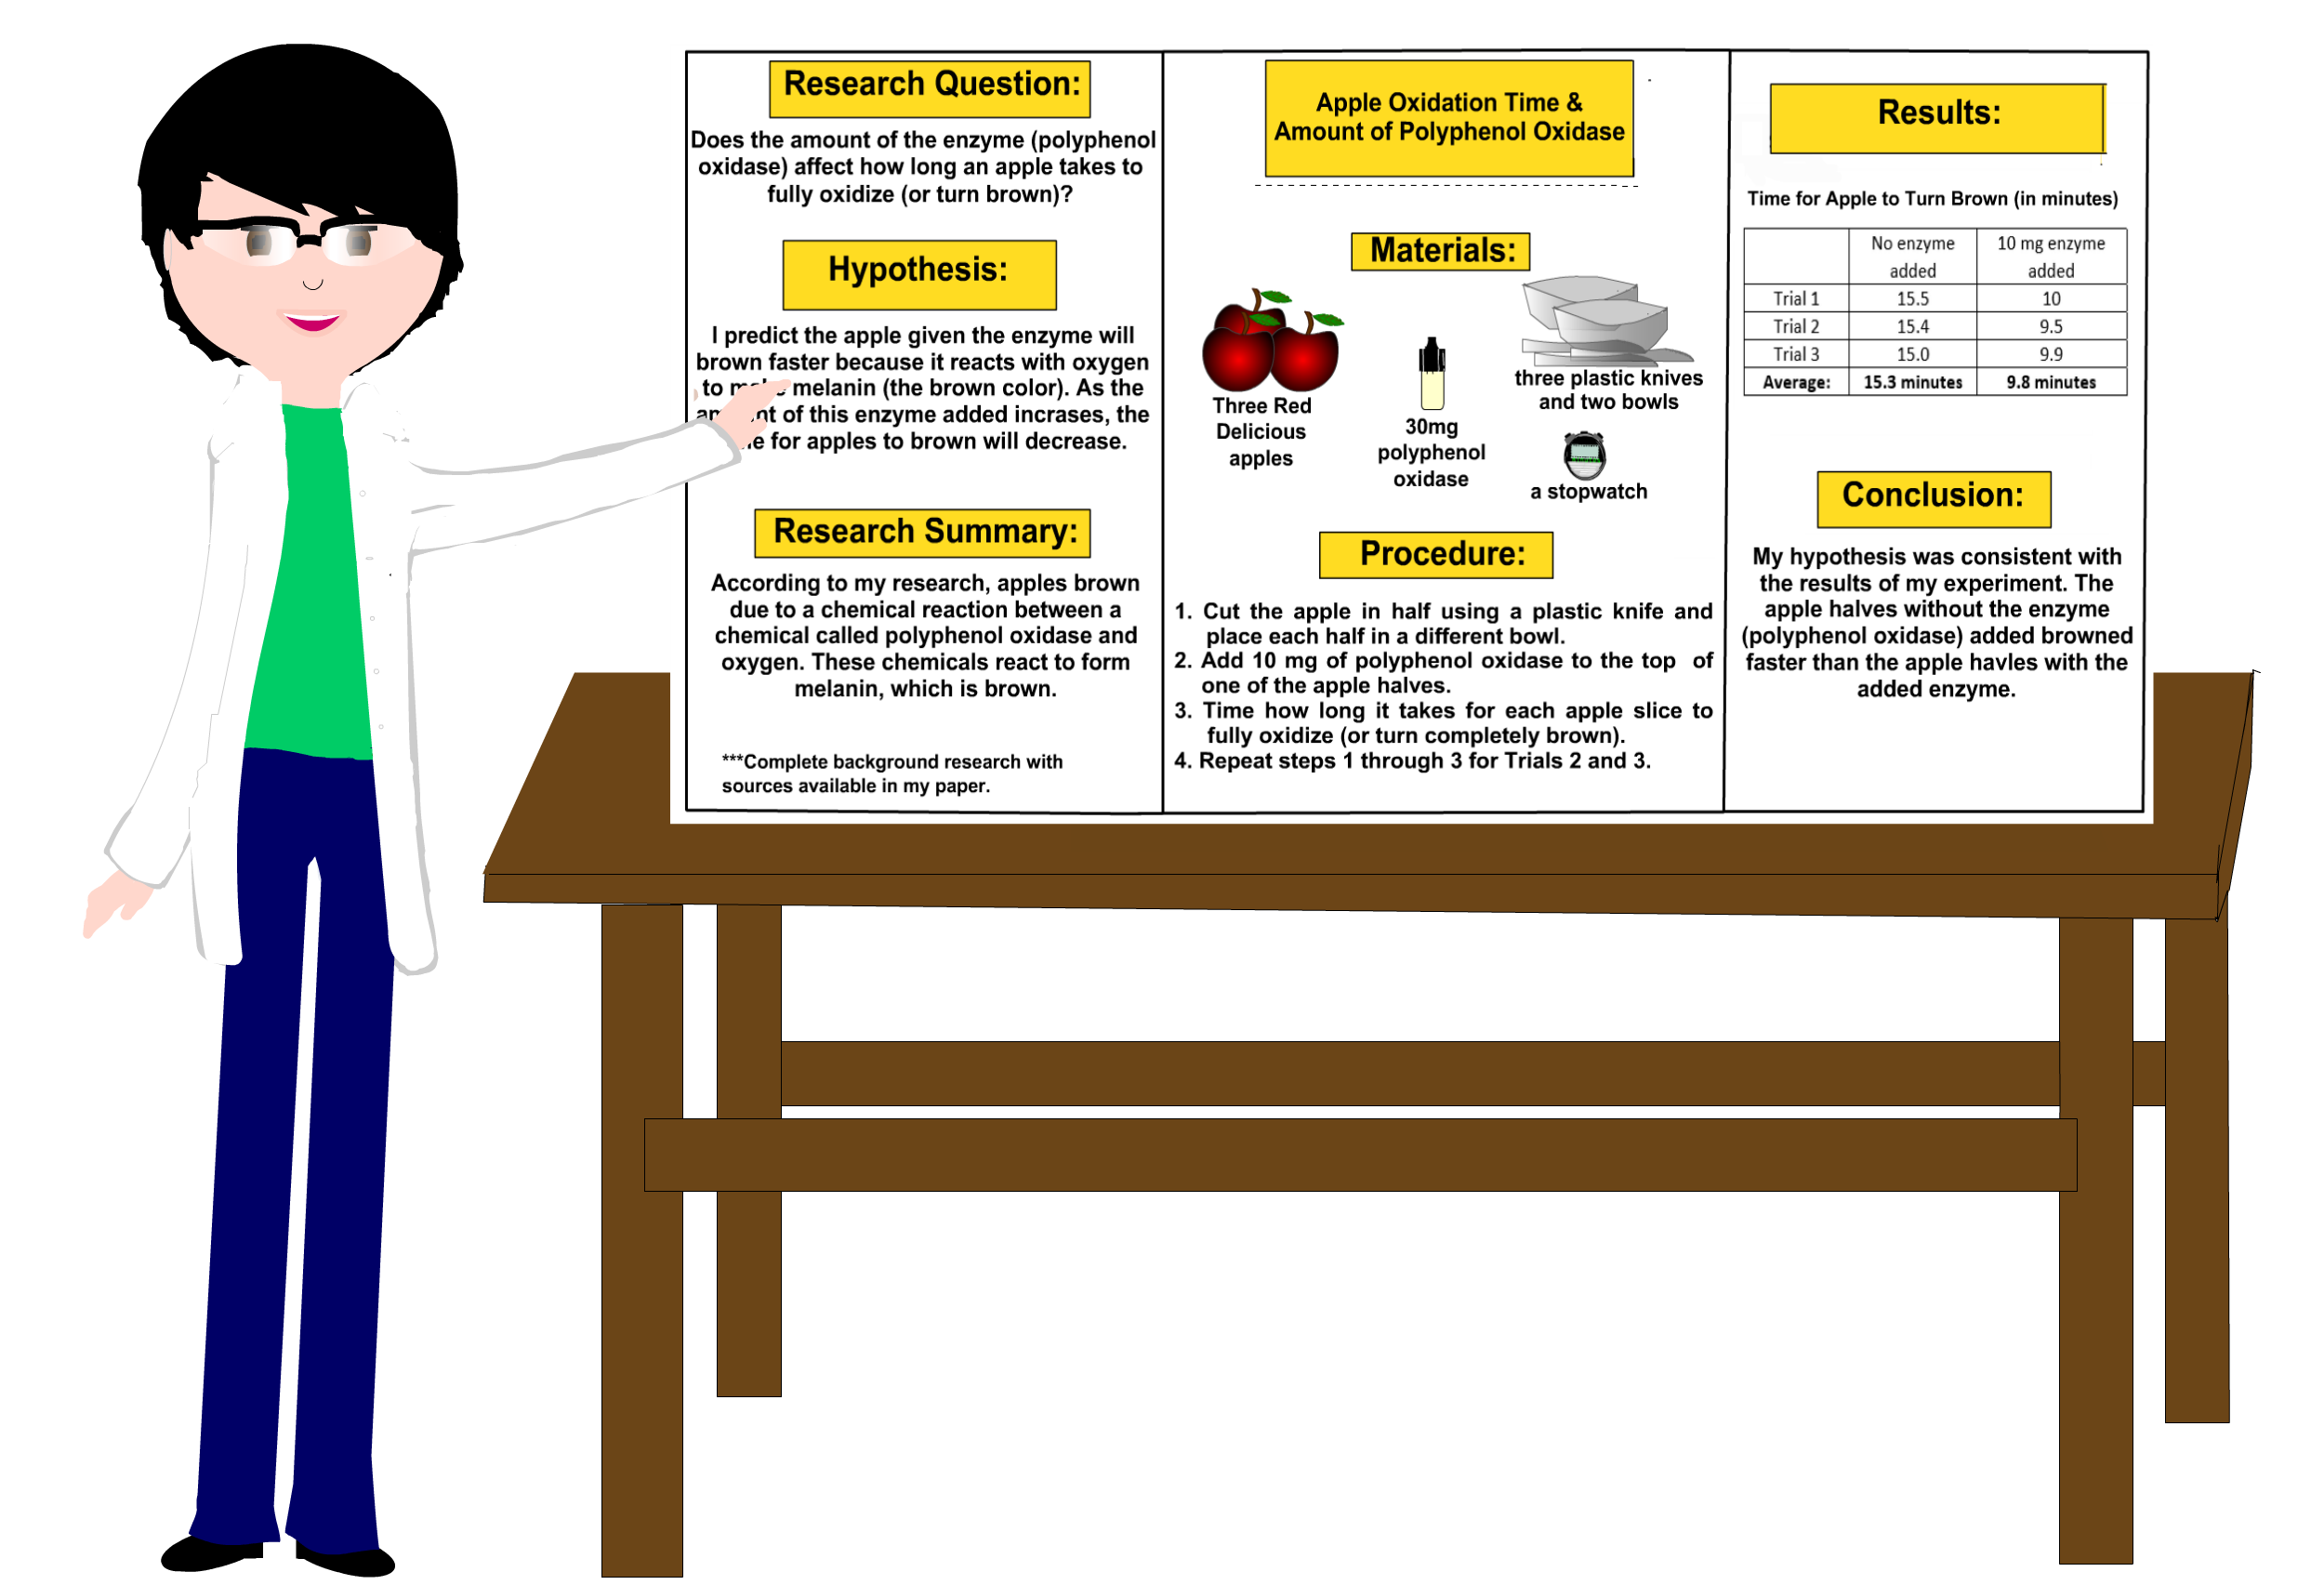 Research Question:
Does the amount of the enzyme (polyphenol
oxidase) affect how long an apple takes to
fully oxidize (or turn brown)?
Hypothesis:
I predict the apple given the enzyme will
brown faster because it reacts with oxygen
to melanin (the brown color). As the
of this enzyme added incrases, the
for apples to brown will decrease.
Research Summary:
According to my research, apples brown
due to a chemical reaction between a
chemical called polyphenol oxidase and
oxygen. These chemicals react to form
melanin, which is brown.
***Complete background research with
sources available in my paper.
Apple Oxidation Time &
Amount of Polyphenol Oxidase
Materials:
Three Red
Delicious
apples
30mg
polyphenol
oxidase
three plastic knives
and two bowls
a stopwatch
Procedure:
1. Cut the apple in half using a plastic knife and
place each half in a different bowl.
2. Add 10 mg of polyphenol oxidase to the top of
one of the apple halves.
3. Time how long it takes for each apple slice to
fully oxidize (or turn completely brown).
4. Repeat steps 1 through 3 for Trials 2 and 3.
Results:
Time for Apple to Turn Brown (in minutes)
No enzyme added 10 mg enzyme added
Trial 1 15.5 10
Trial 2 15.4 9.5
Trial 3 15.0 9.9
Average: 15.3 minutes 9.8 minutes
Conclusion:
My hypothesis was consistent with
the results of my experiment. The
apple halves without the enzyme
(polyphenol oxidase) added browned
faster than the apple havles with the
added enzyme.